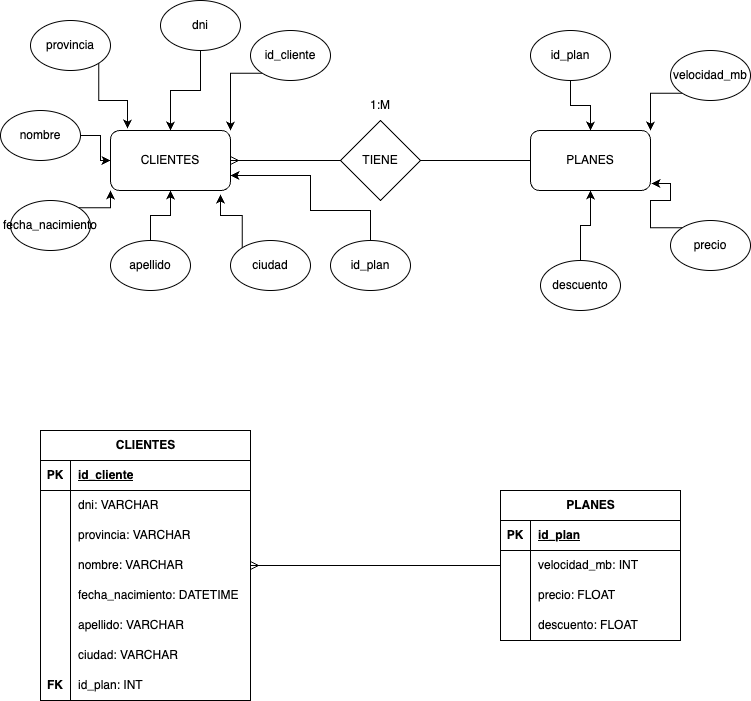 dni
provincia
id_cliente
id_plan
velocidad_mb
1:M
nombre
CLIENTES
TIENE
PLANES
fecha_nacimiento
apellido
ciudad
id_plan
precio
descuento
CLIENTES
PK id_cliente
dni: VARCHAR
provincia: VARCHAR
nombre: VARCHAR
fecha_nacimiento: DATETIME
apellido: VARCHAR
ciudad: VARCHAR
FK id_plan: INT
PLANES
PK id_plan
velocidad_mb: INT
precio: FLOAT
descuento: FLOAT